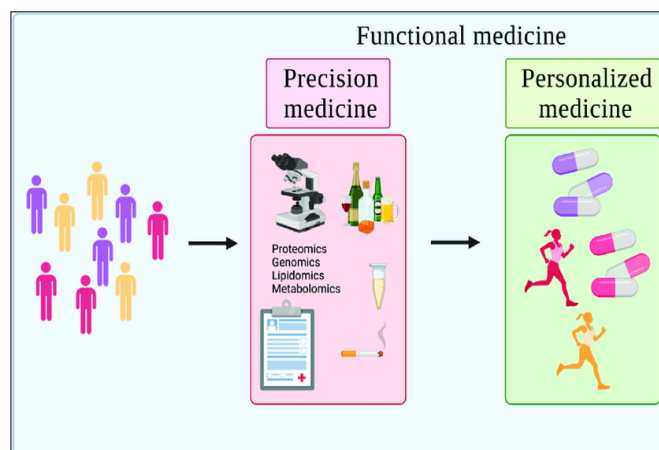 Functional medicine
Precision
medicine
Personalized
medicine
Proteomics
Genomics
Lipidomics
Metabolomics